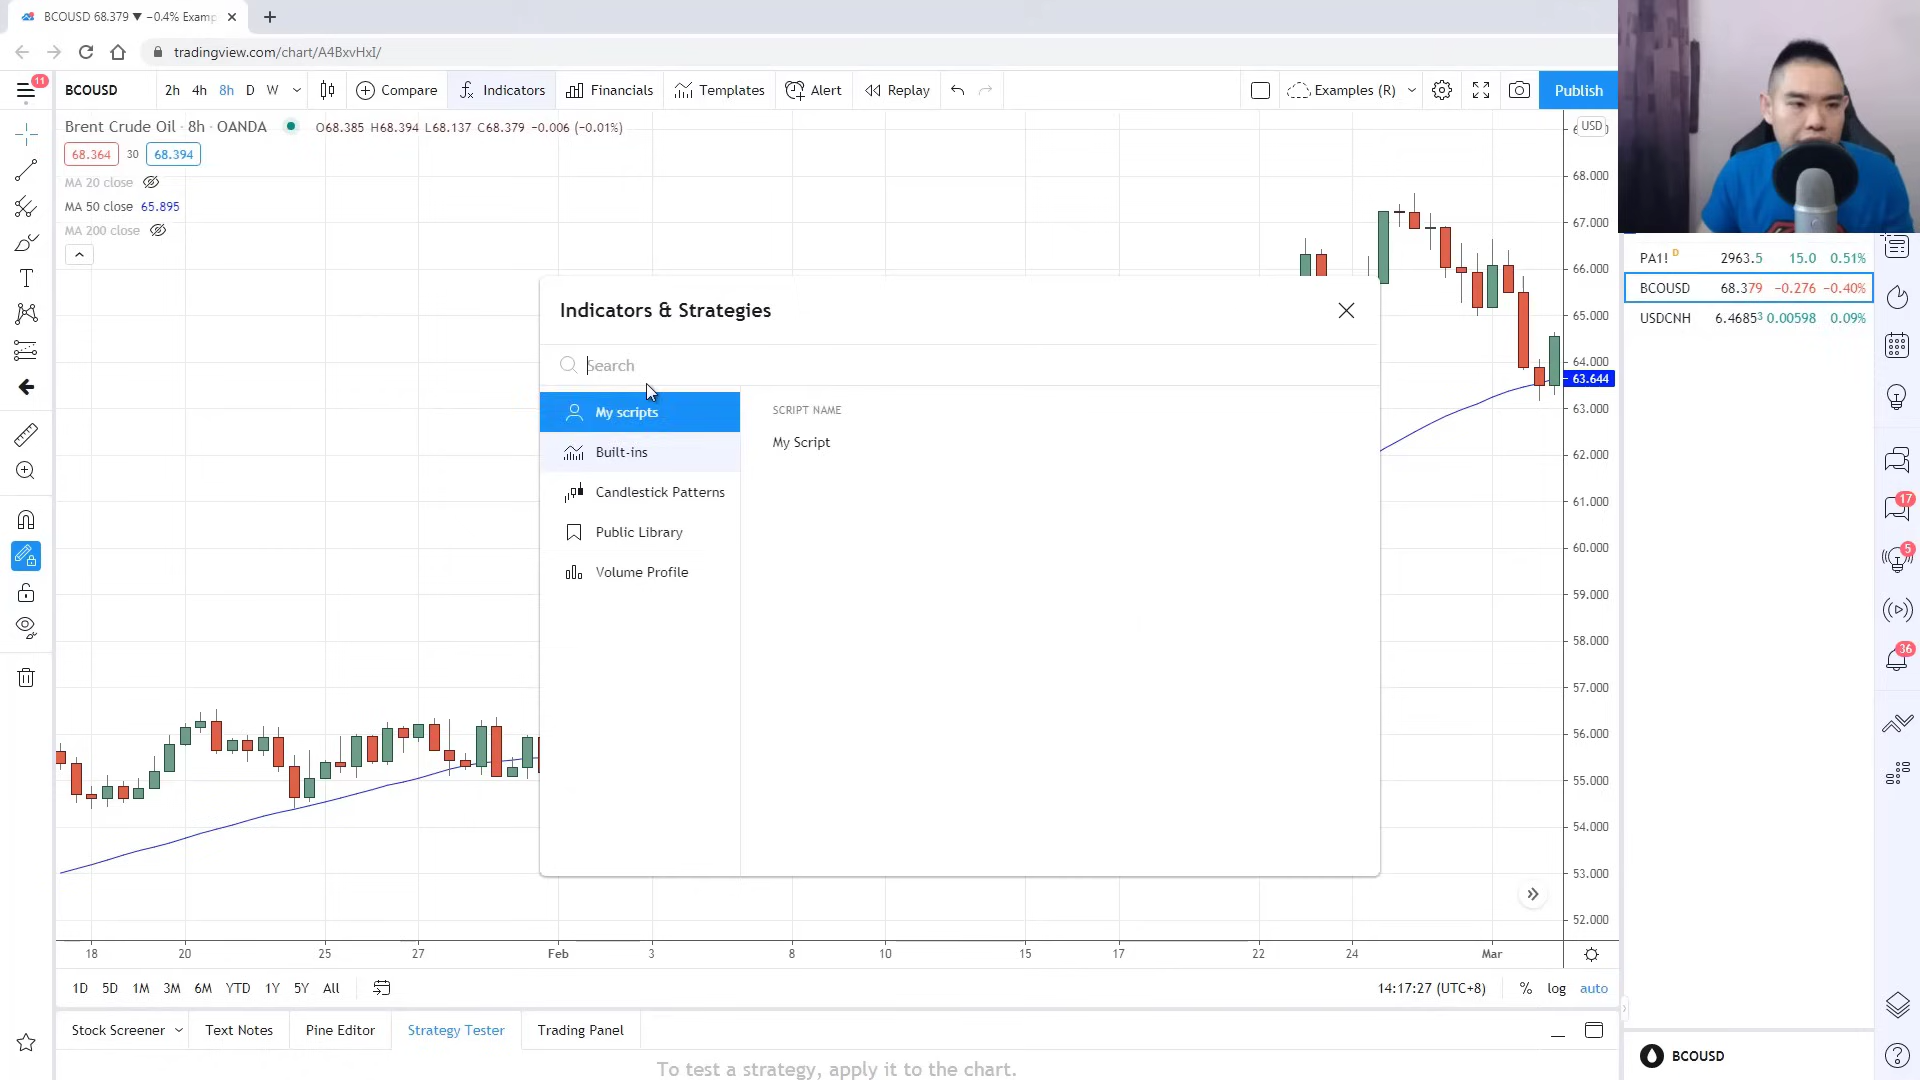 BCOUSD 68.379 ▼ −0.4% Examp
tradingview.com/chart/A4BxvHxI/
11
BCOUSD
2h 4h 8h D W
Compare
Indicators
Financials
Templates
Alert
Replay
Examples (R)
Publish
Brent Crude Oil · 8h · OANDA
O68.385 H68.394 L68.137 C68.379 −0.006 (−0.01%)
USD
68.364 30 68.394
MA 20 close
MA 50 close 65.895
MA 200 close
68.000
67.000
66.000
65.000
64.000
63.644
63.000
62.000
61.000
60.000
59.000
58.000
57.000
56.000
55.000
54.000
53.000
52.000
PA1! D 2963.5 15.0 0.51%
BCOUSD 68.379 −0.276 −0.40%
USDCNH 6.4685³ 0.00598 0.09%
17
5
36
Indicators & Strategies
Search
My scripts
Built-ins
Candlestick Patterns
Public Library
Volume Profile
SCRIPT NAME
My Script
18 20 25 27 Feb 3 8 10 15 17 22 24 Mar
1D 5D 1M 3M 6M YTD 1Y 5Y All
14:17:27 (UTC+8) % log auto
Stock Screener
Text Notes
Pine Editor
Strategy Tester
Trading Panel
To test a strategy, apply it to the chart.
BCOUSD